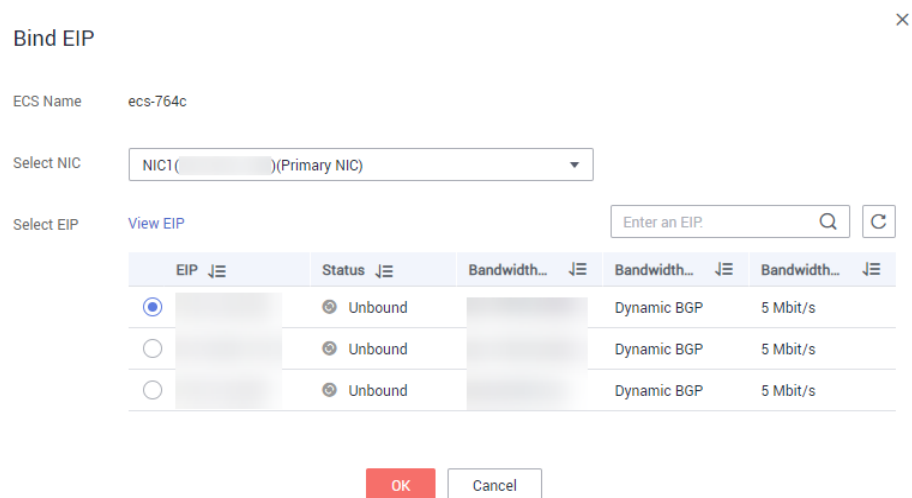 Bind EIP
ECS Name ecs-764c
Select NIC NIC1( )(Primary NIC)
Select EIP View EIP Enter an EIP.
EIP Status Bandwidth... Bandwidth... Bandwidth...
Unbound Dynamic BGP 5 Mbit/s
Unbound Dynamic BGP 5 Mbit/s
Unbound Dynamic BGP 5 Mbit/s
OK Cancel